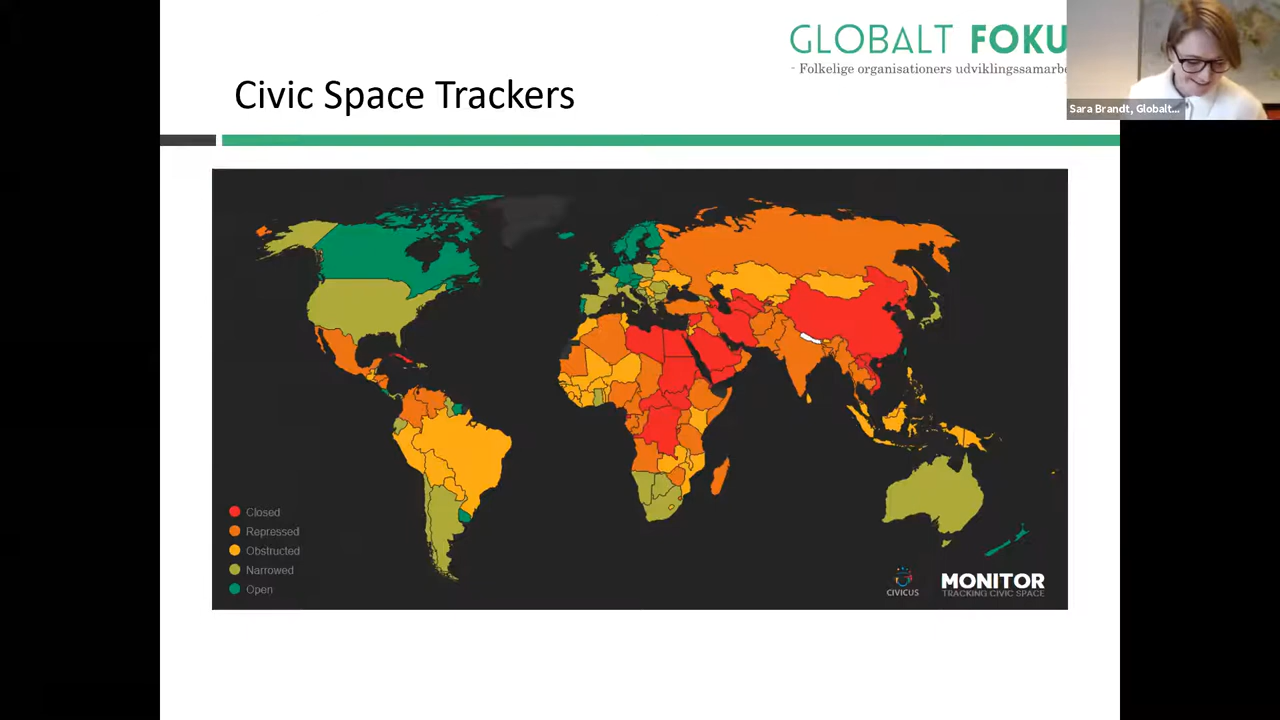 GLOBALT FOKU
- Folkelige organisationers udviklingssamarbe
Civic Space Trackers
Sara Brandt, Globalt...
Closed
Repressed
Obstructed
Narrowed
Open
CIVICUS
MONITOR
TRACKING CIVIC SPACE